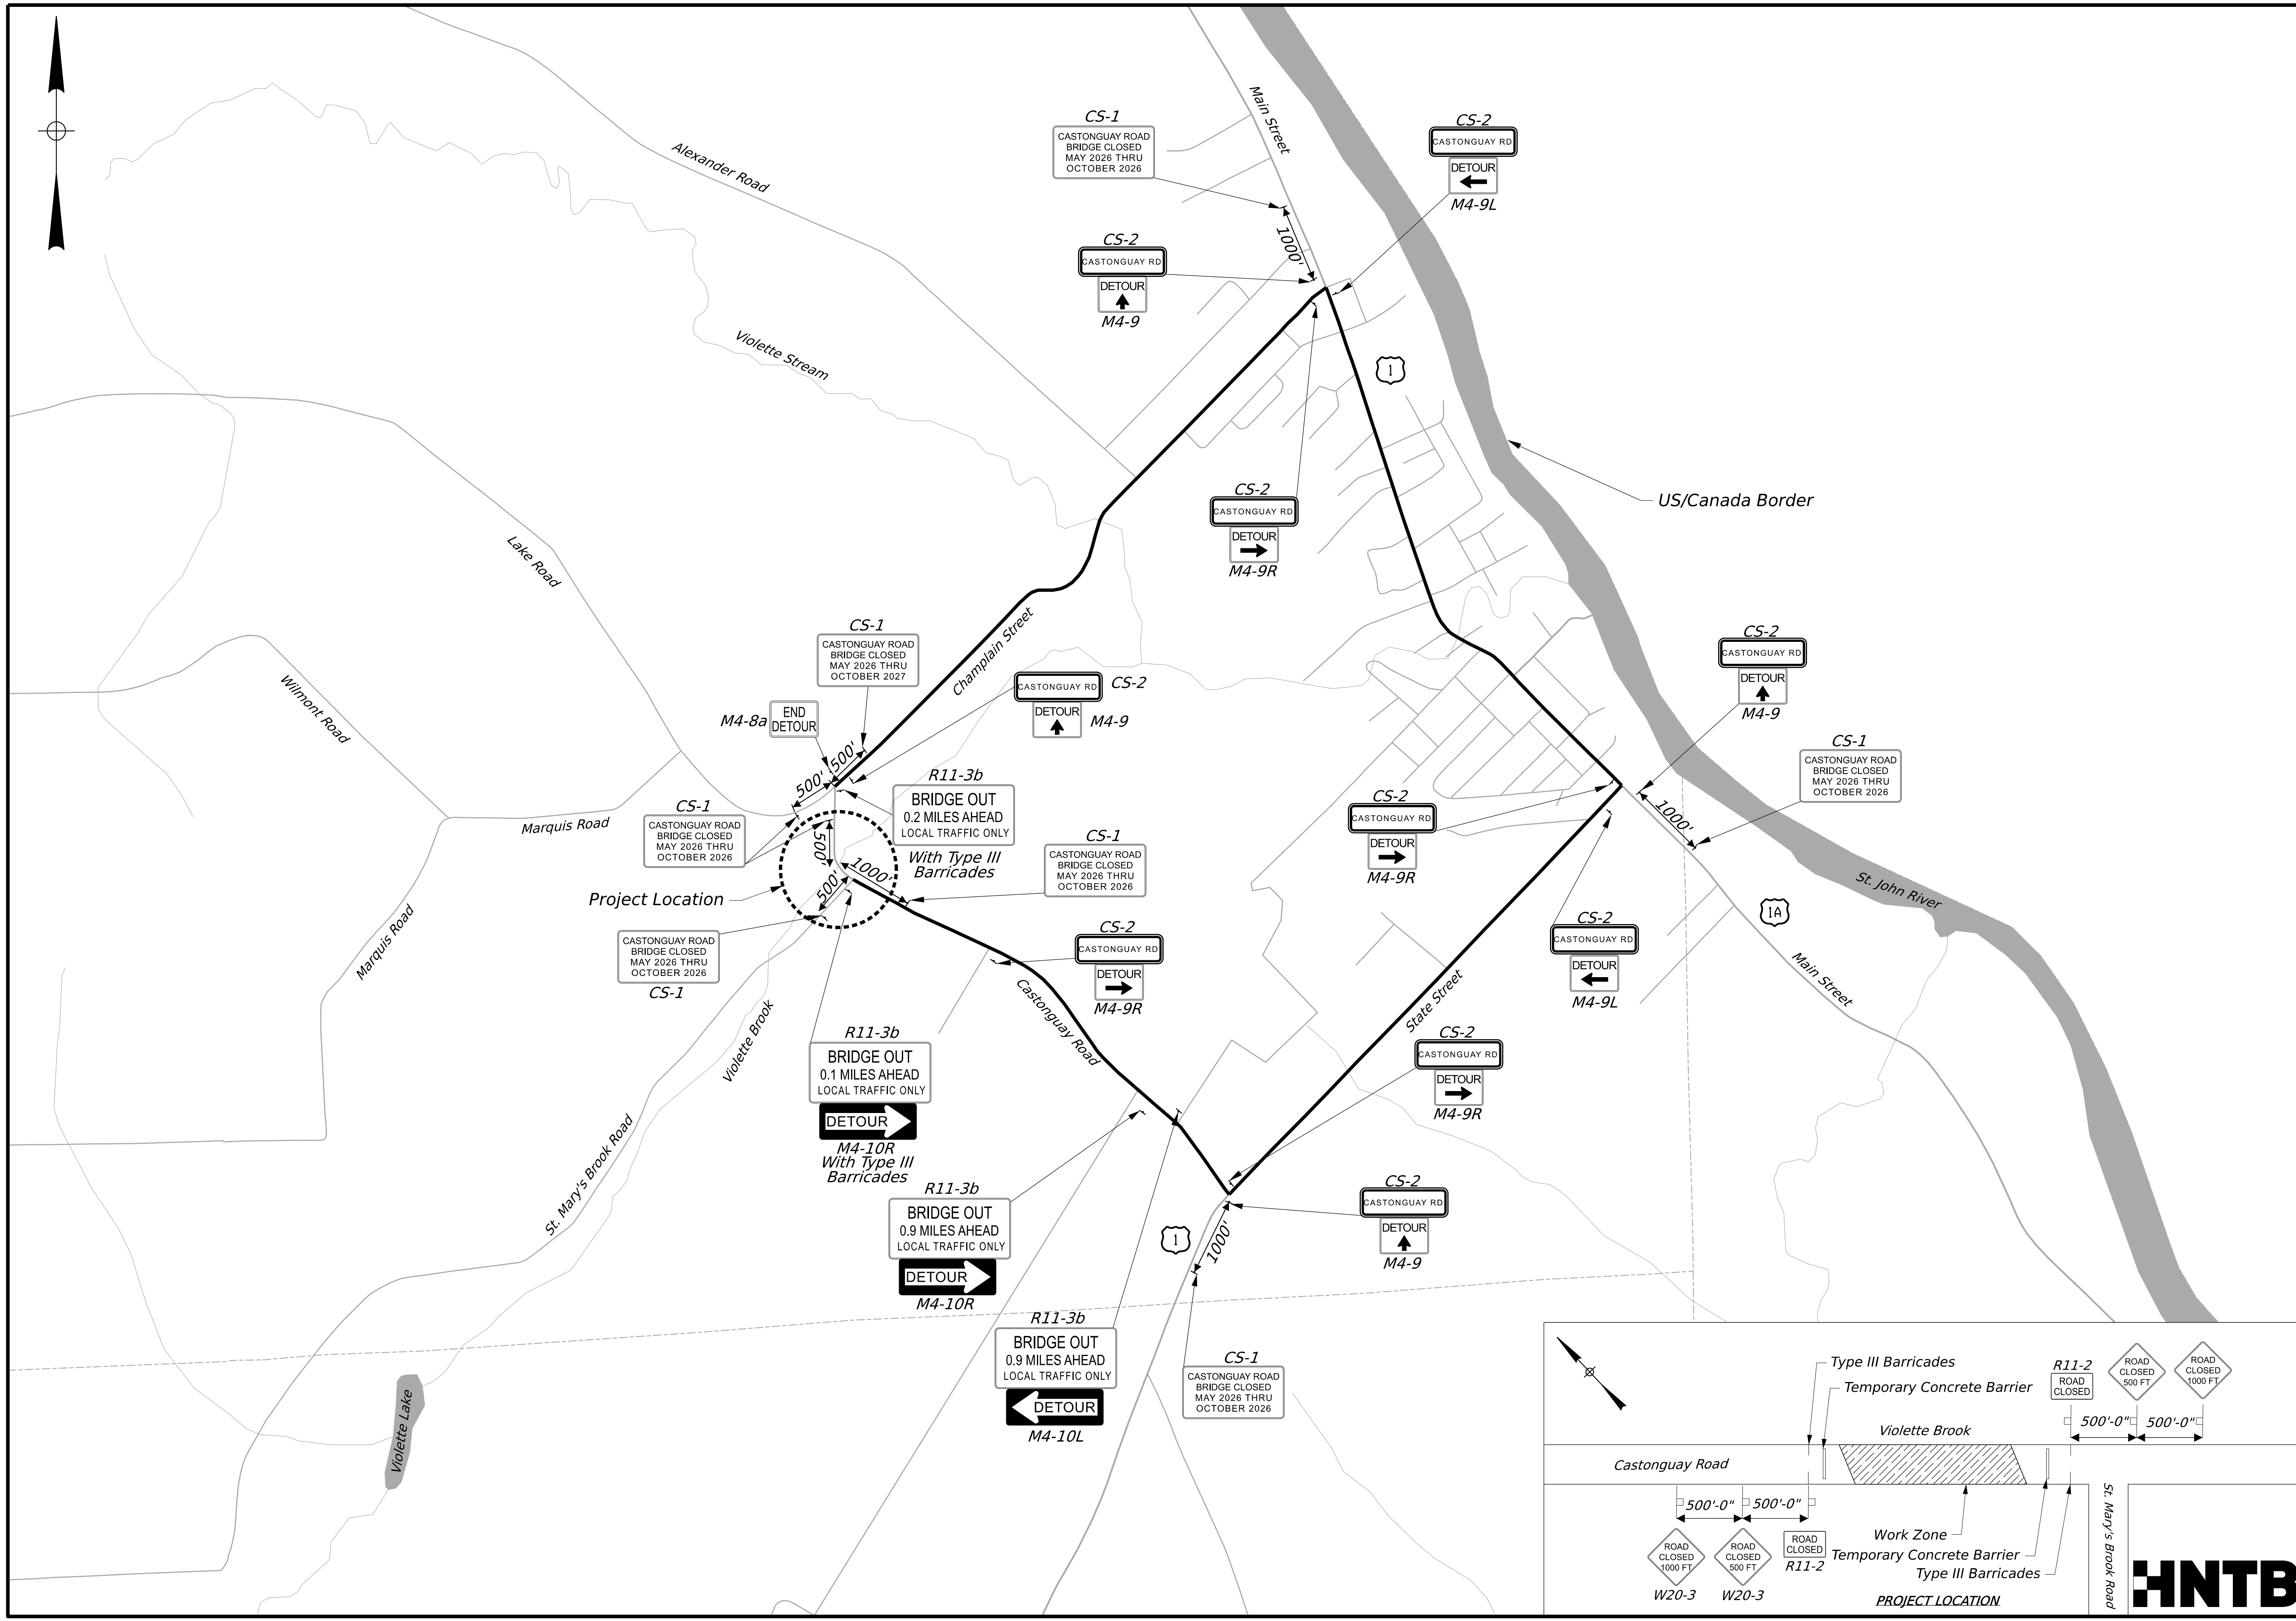 CS-1
CASTONGUAY ROAD
BRIDGE CLOSED
MAY 2026 THRU
OCTOBER 2026
Main Street
CS-2
CASTONGUAY RD
DETOUR
M4-9L
Alexander Road
1000'
CS-2
CASTONGUAY RD
DETOUR
M4-9
Violette Stream
1
CS-2
CASTONGUAY RD
DETOUR
M4-9R
US/Canada Border
Lake Road
Champlain Street
CS-1
CASTONGUAY ROAD
BRIDGE CLOSED
MAY 2026 THRU
OCTOBER 2027
CASTONGUAY RD
CS-2
DETOUR
M4-9
M4-8a
END
DETOUR
500'
500'
Wilmont Road
CS-2
CASTONGUAY RD
DETOUR
M4-9
CS-1
CASTONGUAY ROAD
BRIDGE CLOSED
MAY 2026 THRU
OCTOBER 2026
1000'
R11-3b
BRIDGE OUT
0.2 MILES AHEAD
LOCAL TRAFFIC ONLY
With Type III
Barricades
CS-1
CASTONGUAY ROAD
BRIDGE CLOSED
MAY 2026 THRU
OCTOBER 2026
Marquis Road
500'
1000'
500'
CS-1
CASTONGUAY ROAD
BRIDGE CLOSED
MAY 2026 THRU
OCTOBER 2026
CS-2
CASTONGUAY RD
DETOUR
M4-9R
Project Location
St. John River
1A
Main Street
CASTONGUAY ROAD
BRIDGE CLOSED
MAY 2026 THRU
OCTOBER 2026
CS-1
Marquis Road
CS-2
CASTONGUAY RD
DETOUR
M4-9R
CS-2
CASTONGUAY RD
DETOUR
M4-9L
Castonguay Road
State Street
Violette Brook
R11-3b
BRIDGE OUT
0.1 MILES AHEAD
LOCAL TRAFFIC ONLY
DETOUR
M4-10R
With Type III
Barricades
CS-2
CASTONGUAY RD
DETOUR
M4-9R
St. Mary's Brook Road
R11-3b
BRIDGE OUT
0.9 MILES AHEAD
LOCAL TRAFFIC ONLY
DETOUR
M4-10R
1
1000'
CS-2
CASTONGUAY RD
DETOUR
M4-9
R11-3b
BRIDGE OUT
0.9 MILES AHEAD
LOCAL TRAFFIC ONLY
DETOUR
M4-10L
CS-1
CASTONGUAY ROAD
BRIDGE CLOSED
MAY 2026 THRU
OCTOBER 2026
Violette Lake
Type III Barricades
Temporary Concrete Barrier
R11-2
ROAD
CLOSED
ROAD
CLOSED
500 FT
ROAD
CLOSED
1000 FT
500'-0"
500'-0"
Violette Brook
Castonguay Road
500'-0"
500'-0"
ROAD
CLOSED
1000 FT
W20-3
ROAD
CLOSED
500 FT
W20-3
ROAD
CLOSED
R11-2
Work Zone
Temporary Concrete Barrier
Type III Barricades
St. Mary's Brook Road
PROJECT LOCATION
HNTB